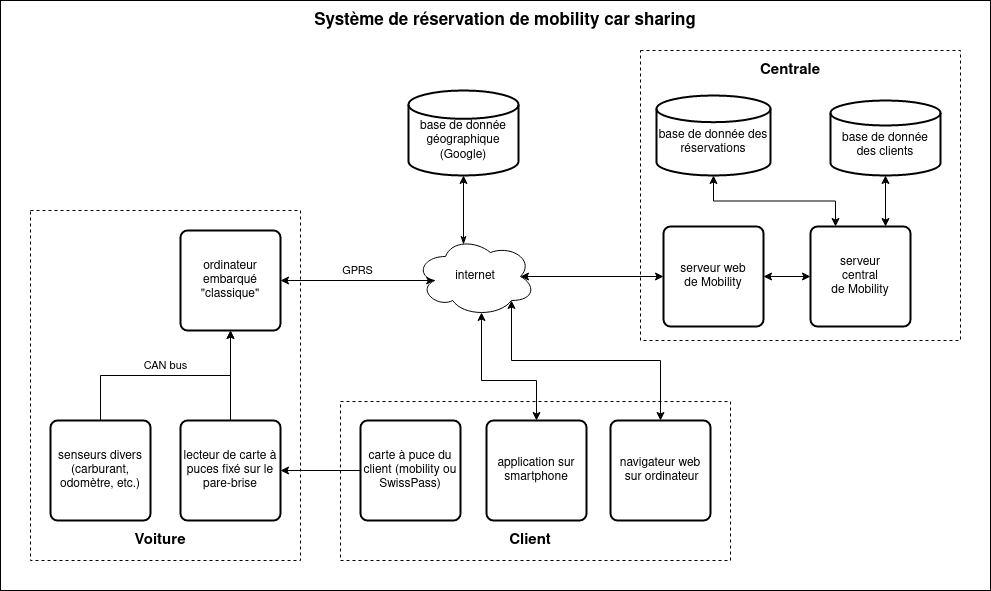 Système de réservation de mobility car sharing
Centrale
base de donnée
géographique
(Google)
base de donnée des
réservations
base de donnée
des clients
ordinateur
embarqué
"classique"
GPRS
internet
serveur web
de Mobility
serveur
central
de Mobility
CAN bus
senseurs divers
(carburant,
odomètre, etc.)
lecteur de carte à
puces fixé sur le
pare-brise
carte à puce du
client (mobility ou
SwissPass)
application sur
smartphone
navigateur web
sur ordinateur
Voiture
Client